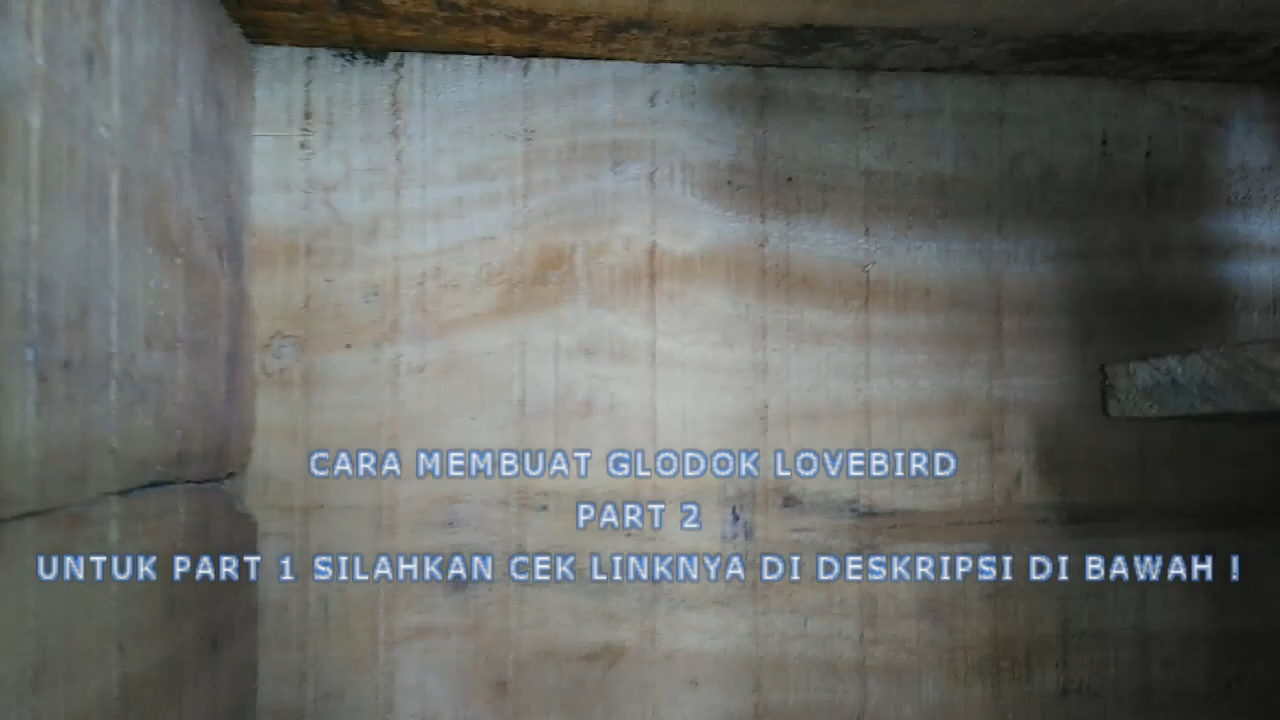 CARA MEMBUAT GLODOK LOVEBIRD
PART 2
UNTUK PART 1 SILAHKAN CEK LINKNYA DI DESKRIPSI DI BAWAH !